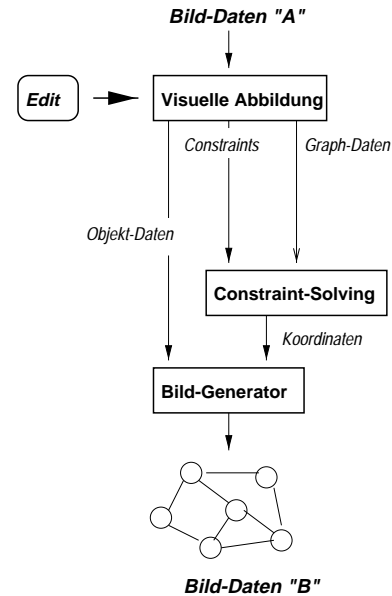 Bild-Daten "A"
Edit
Visuelle Abbildung
Constraints
Graph-Daten
Objekt-Daten
Constraint-Solving
Koordinaten
Bild-Generator
Bild-Daten "B"